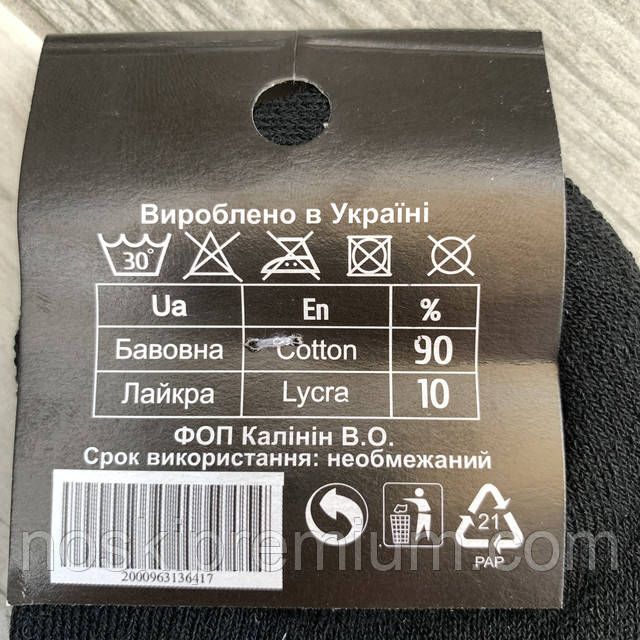 Вироблено в Україні
30°
Ua En %
Бавовна Cotton 90
Лайкра Lycra 10
ФОП Калінін В.О.
Срок використання: необмежаний
2000963136417
21
PAP
noskipremium.com